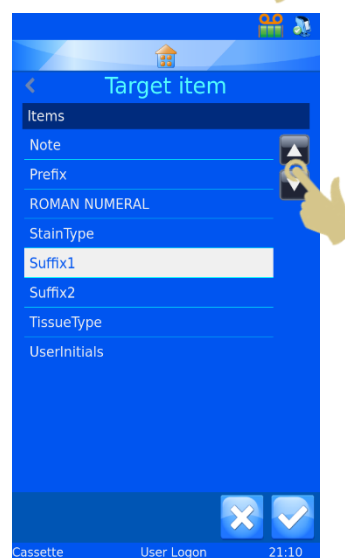 Target item
Items
Note
Prefix
ROMAN NUMERAL
StainType
Suffix1
Suffix2
TissueType
UserInitials
Cassette User Logon 21:10